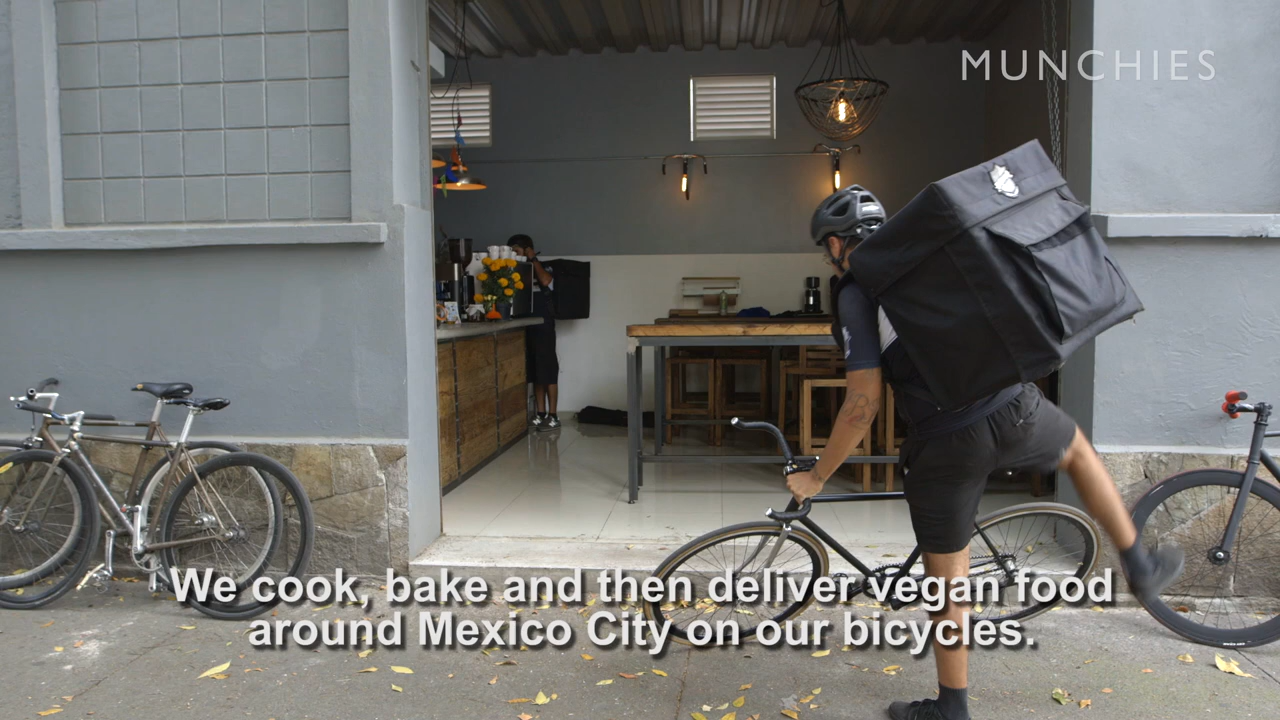 MUNCHIES
We cook, bake and then deliver vegan food
around Mexico City on our bicycles.